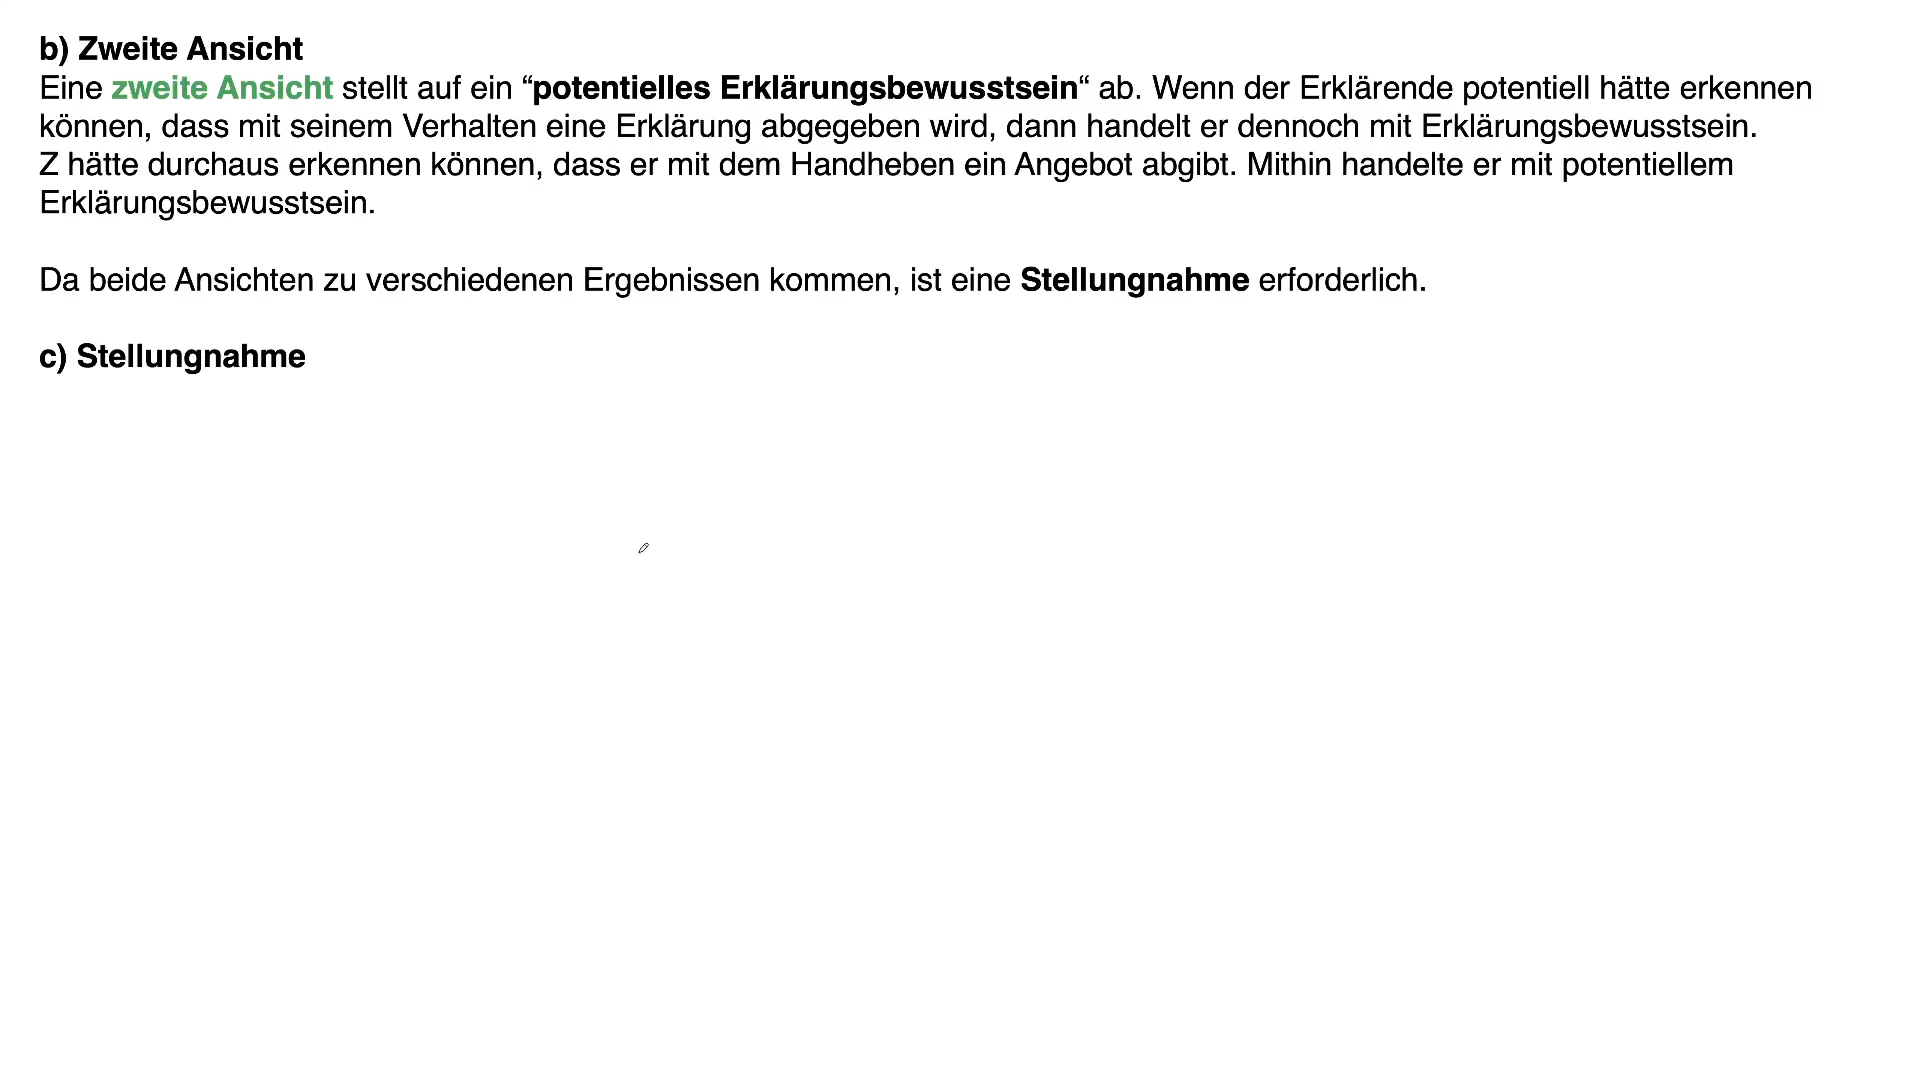 b) Zweite Ansicht
Eine zweite Ansicht stellt auf ein “potentielles Erklärungsbewusstsein“ ab. Wenn der Erklärende potentiell hätte erkennen
können, dass mit seinem Verhalten eine Erklärung abgegeben wird, dann handelt er dennoch mit Erklärungsbewusstsein.
Z hätte durchaus erkennen können, dass er mit dem Handheben ein Angebot abgibt. Mithin handelte er mit potentiellem
Erklärungsbewusstsein.
Da beide Ansichten zu verschiedenen Ergebnissen kommen, ist eine Stellungnahme erforderlich.
c) Stellungnahme